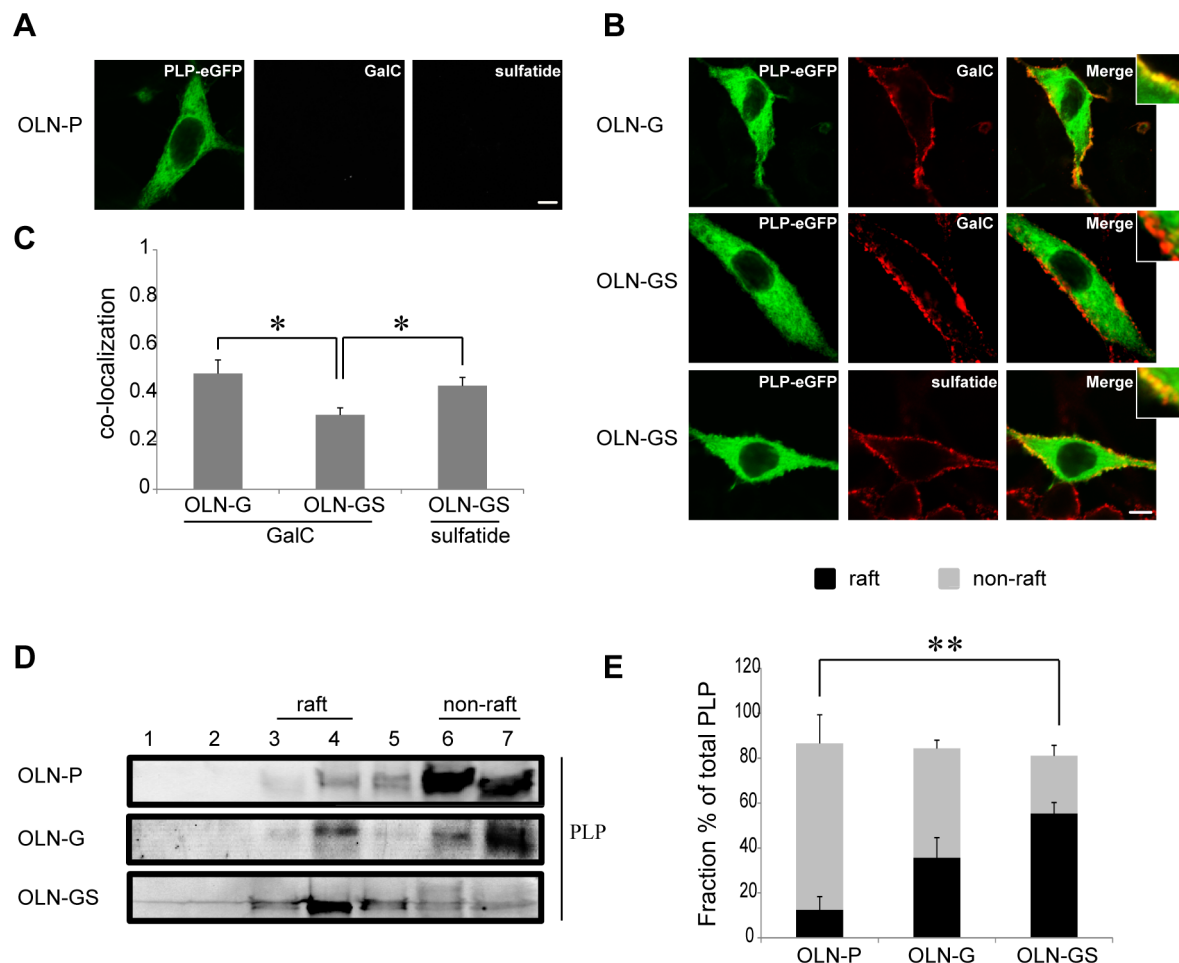 A
PLP-eGFP GalC sulfatide
OLN-P
B
PLP-eGFP GalC Merge
OLN-G
PLP-eGFP GalC Merge
OLN-GS
PLP-eGFP sulfatide Merge
OLN-GS
C
co-localization
1
0.8
0.6
0.4
0.2
0
* *
OLN-G OLN-GS OLN-GS
GalC sulfatide
raft non-raft
D
raft non-raft
1 2 3 4 5 6 7
OLN-P
OLN-G
OLN-GS
PLP
E
Fraction % of total PLP
120
100
80
60
40
20
0
**
OLN-P OLN-G OLN-GS